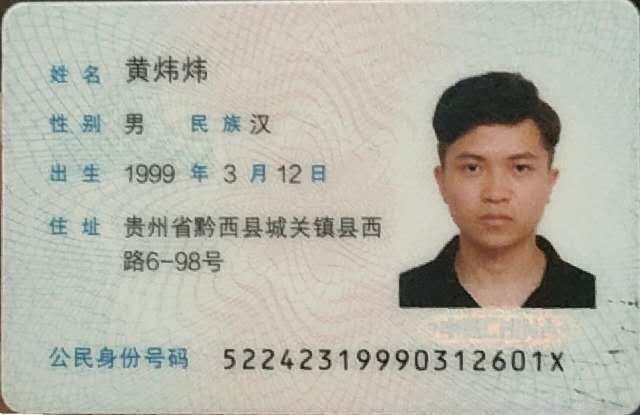 姓名 黄炜炜
性别 男 民族 汉
出生 1999 年 3 月 12 日
住址 贵州省黔西县城关镇县西
路6-98号
公民身份号码 52242319990312601X